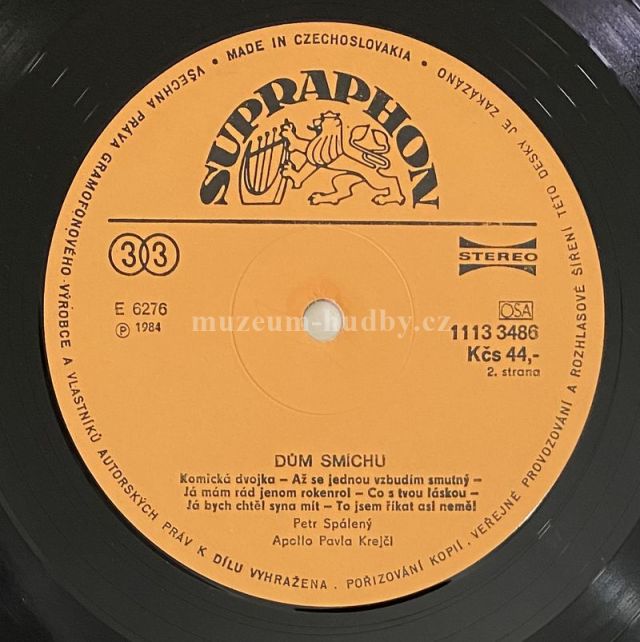 VŠECHNA PRÁVA GRAMOFONOVÉHO VÝROBCE A VLASTNÍKŮ AUTORSKÝCH PRÁV K DÍLU VYHRAŽENA . POŘIZOVÁNÍ KOPIÍ . VEŘEJNÉ PROVOZOVÁNÍ A ROZHLASOVÉ ŠÍŘENÍ TÉTO DESKY JE ZAKÁZÁNO • MADE IN CZECHOSLOVAKIA •
SUPRAPHON
33
STEREO
E 6276
Ⓟ 1984
OSA
muzeum-hudby.cz
1113 3486
Kčs 44,-
2. strana
DŮM SMÍCHU
Komická dvojka – Až se jednou vzbudím smutný –
Já mám rád jenom rokenrol – Co s tvou láskou –
Já bych chtěl syna mít – To jsem říkat asi neměl
Petr Spálený
Apollo Pavla Krejčí